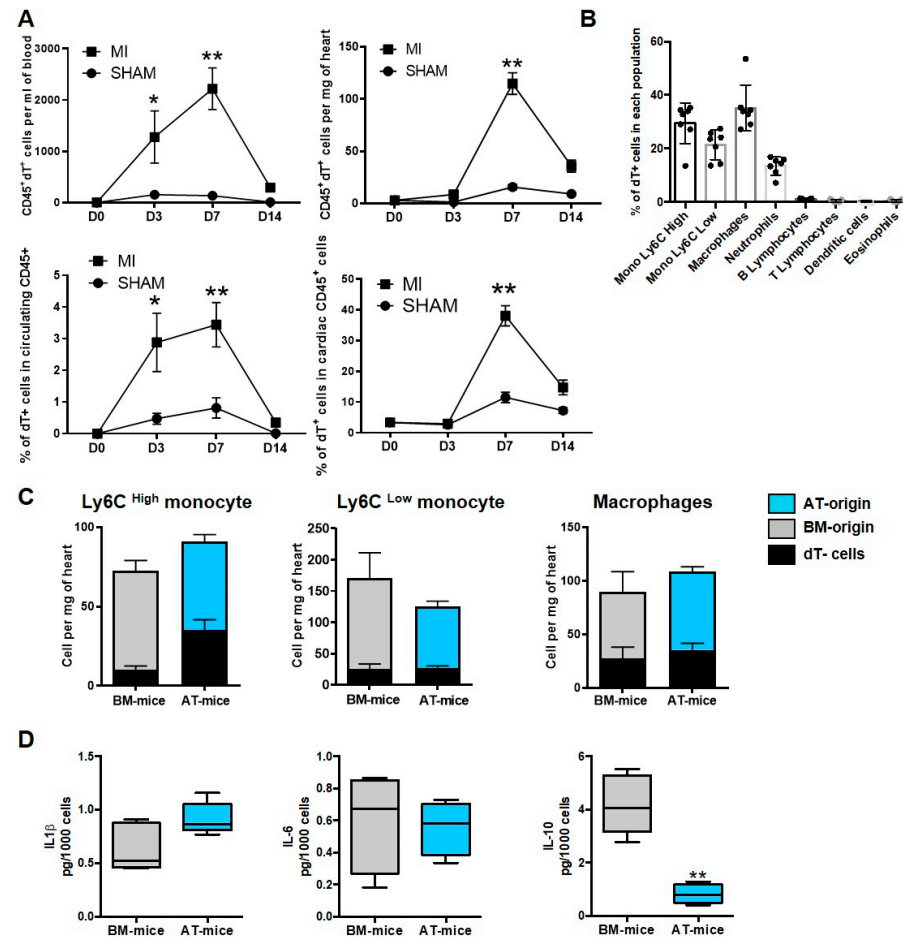 A
CD45+dT+ cells per ml of blood
3000
2000
1000
0
MI
SHAM
*
**
D0 D3 D7 D14
CD45+dT+ cells per mg of heart
150
100
50
0
MI
SHAM
**
D0 D3 D7 D14
B
% of dT+ cells in each population
60
40
20
0
Mono Ly6C High
Mono Ly6C Low
Macrophages
Neutrophils
B Lymphocytes
T Lymphocytes
Dendritic cells
Eosinophils
% of dT+ cells in circulating CD45+
5
4
3
2
1
0
MI
SHAM
*
**
D0 D3 D7 D14
% of dT+ cells in cardiac CD45+ cells
50
40
30
20
10
0
MI
SHAM
**
D0 D3 D7 D14
C
Ly6C High monocyte
Cell per mg of heart
100
50
0
BM-mice AT-mice
Ly6C Low monocyte
Cell per mg of heart
250
200
150
100
50
0
BM-mice AT-mice
Macrophages
Cell per mg of heart
150
100
50
0
BM-mice AT-mice
AT-origin
BM-origin
dT- cells
D
IL1β
pg/1000 cells
1.5
1.0
0.5
0.0
BM-mice AT-mice
IL-6
pg/1000 cells
1.0
0.8
0.6
0.4
0.2
0.0
BM-mice AT-mice
IL-10
pg/1000 cells
6
4
2
0
**
BM-mice AT-mice